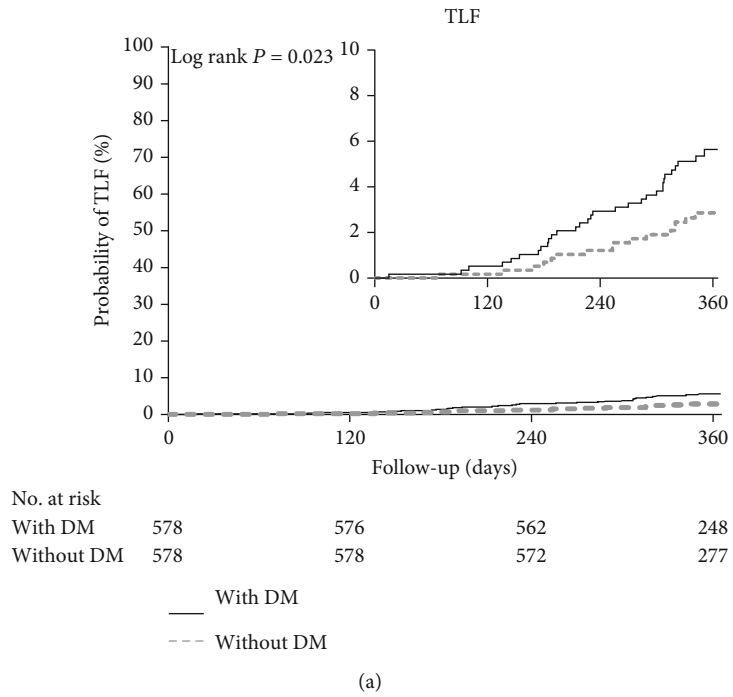 TLF
Log rank P = 0.023
Probability of TLF (%)
100
90
80
70
60
50
40
30
20
10
0
10
8
6
4
2
0
0 120 240 360
0 120 240 360
Follow-up (days)
No. at risk
With DM 578 576 562 248
Without DM 578 578 572 277
With DM
Without DM
(a)